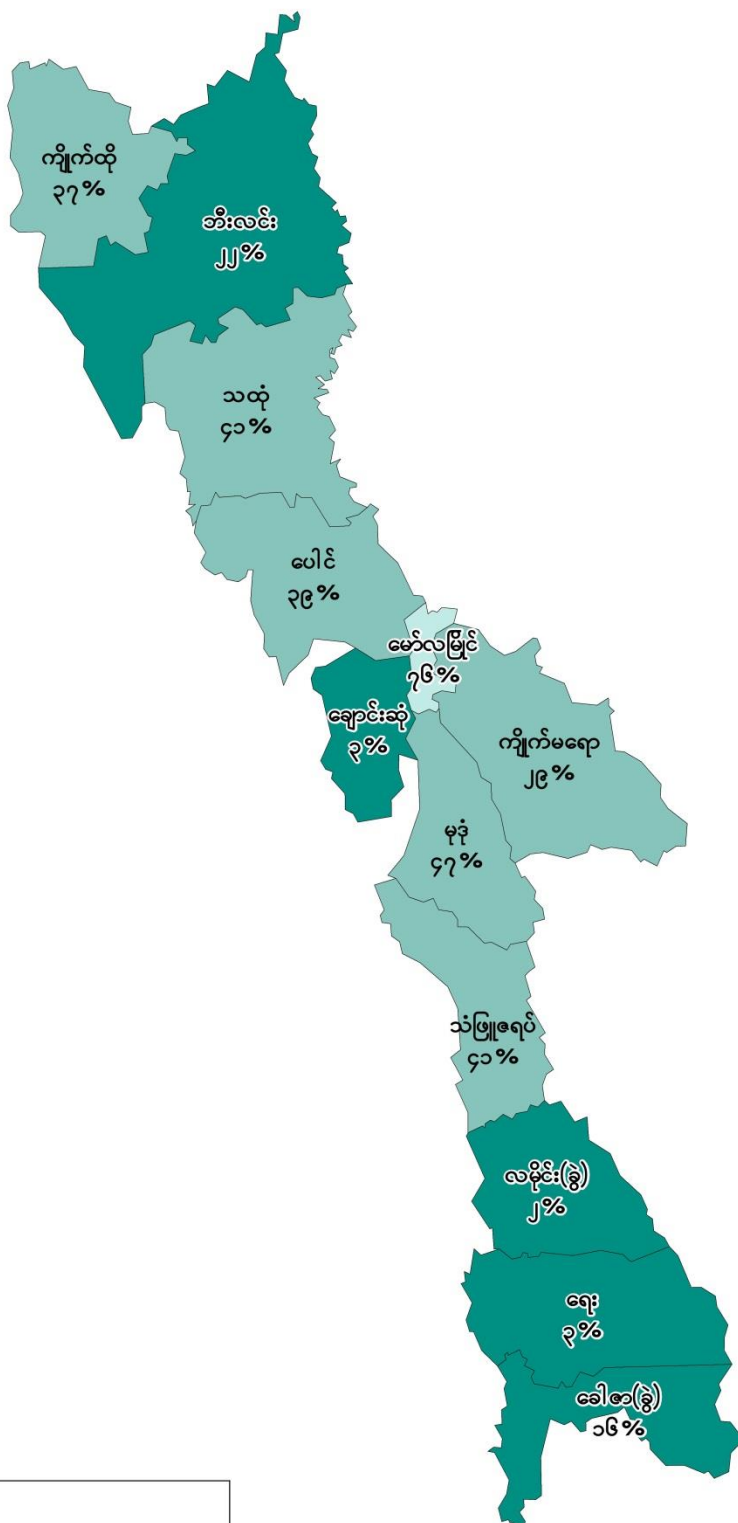 ကျိုက်ထို
၃၇%
ဘီးလင်း
၂၂%
သထုံ
၄၁%
ပေါင်
၃၉%
မော်လမြိုင်
၇၆%
ချောင်းဆုံ
၃%
ကျိုက်မရော
၂၉%
မုဒုံ
၄၇%
သံဖြူဇရပ်
၄၁%
လမိုင်း(ခွဲ)
၂%
ရေး
၃%
ခေါဇာ(ခွဲ)
၁၆%